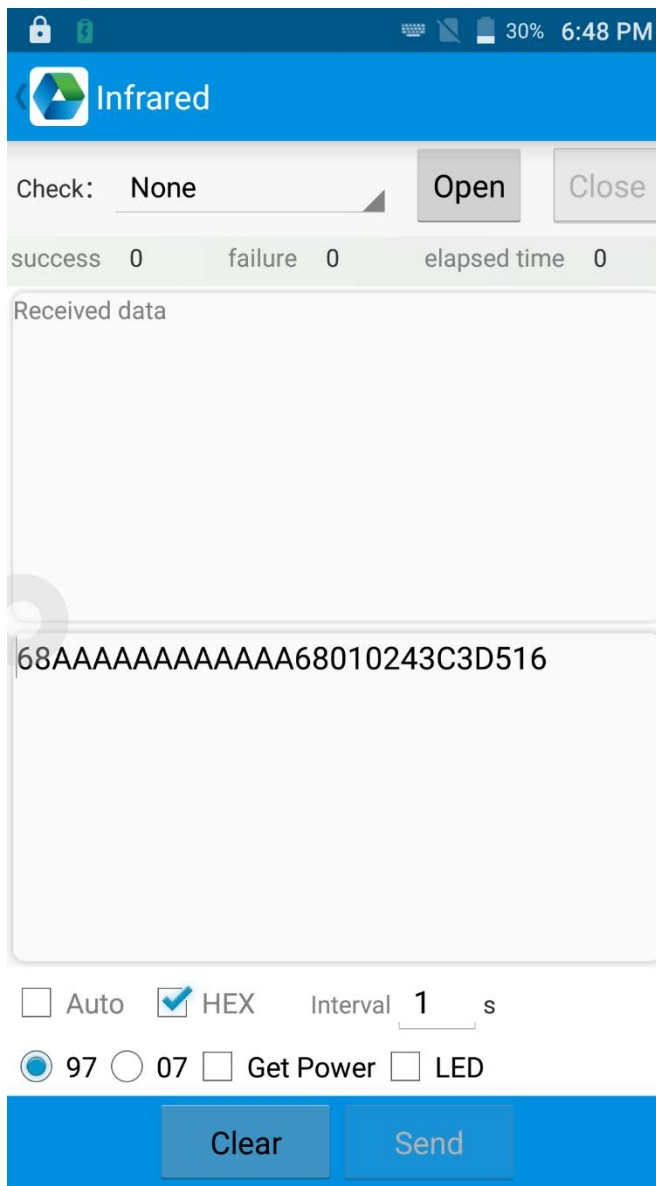 30% 6:48 PM
Infrared
Check: None Open Close
success 0 failure 0 elapsed time 0
Received data
68AAAAAAAAAAAA68010243C3D516
Auto HEX Interval 1 s
97 07 Get Power LED
Clear Send